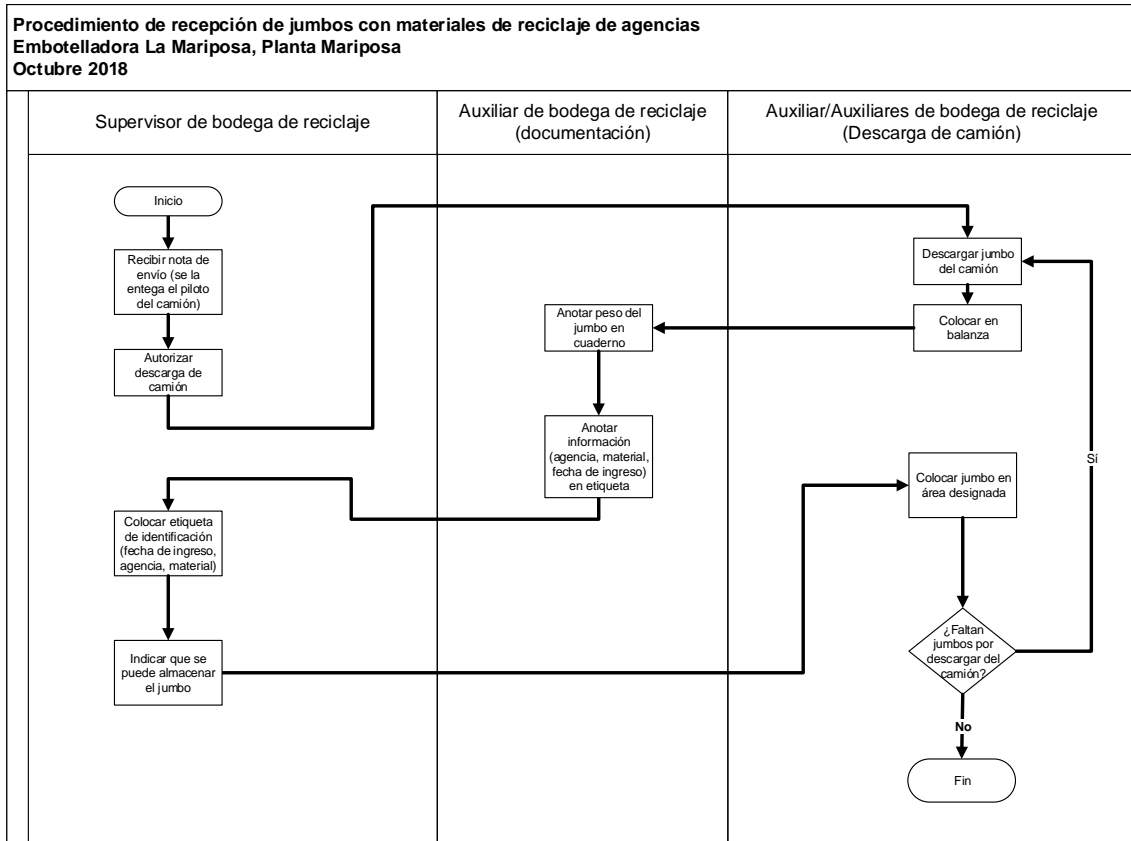 Procedimiento de recepción de jumbos con materiales de reciclaje de agencias
Embotelladora La Mariposa, Planta Mariposa
Octubre 2018
Supervisor de bodega de reciclaje
Auxiliar de bodega de reciclaje
(documentación)
Auxiliar/Auxiliares de bodega de reciclaje
(Descarga de camión)
Inicio
Recibir nota de
envío (se la
entega el piloto
del camión)
Autorizar
descarga de
camión
Descargar jumbo
del camión
Colocar en
balanza
Anotar peso del
jumbo en
cuaderno
Anotar
información
(agencia, material,
fecha de ingreso)
en etiqueta
Colocar etiqueta
de identificación
(fecha de ingreso,
agencia, material)
Indicar que se
puede almacenar
el jumbo
Colocar jumbo en
área designada
¿Faltan
jumbos por
descargar del
camión?
Sí
No
Fin